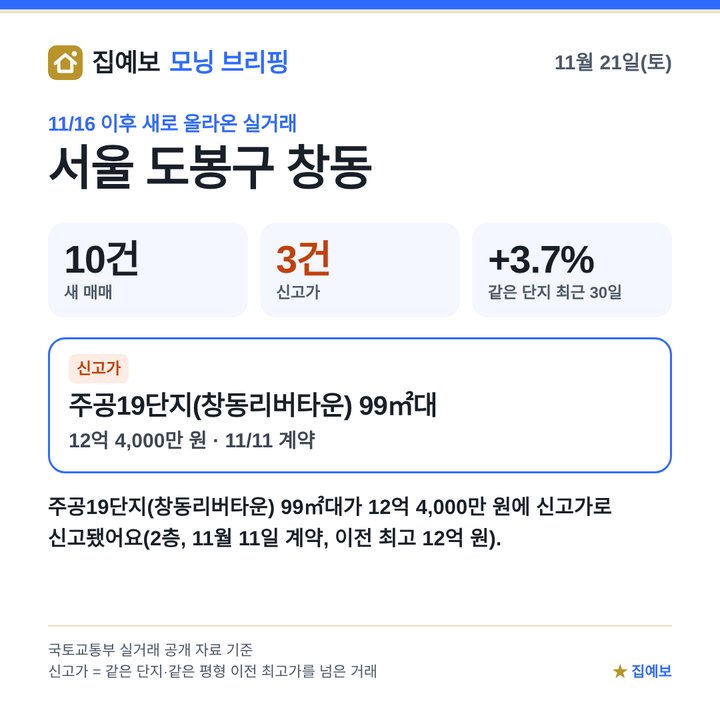 집예보 모닝 브리핑
11월 21일(토)
11/16 이후 새로 올라온 실거래
서울 도봉구 창동
10건
새 매매
3건
신고가
+3.7%
같은 단지 최근 30일
신고가
주공19단지(창동리버타운) 99㎡대
12억 4,000만 원 · 11/11 계약
주공19단지(창동리버타운) 99㎡대가 12억 4,000만 원에 신고가로
신고됐어요(2층, 11월 11일 계약, 이전 최고 12억 원).
국토교통부 실거래 공개 자료 기준
신고가 = 같은 단지·같은 평형 이전 최고가를 넘은 거래
★ 집예보